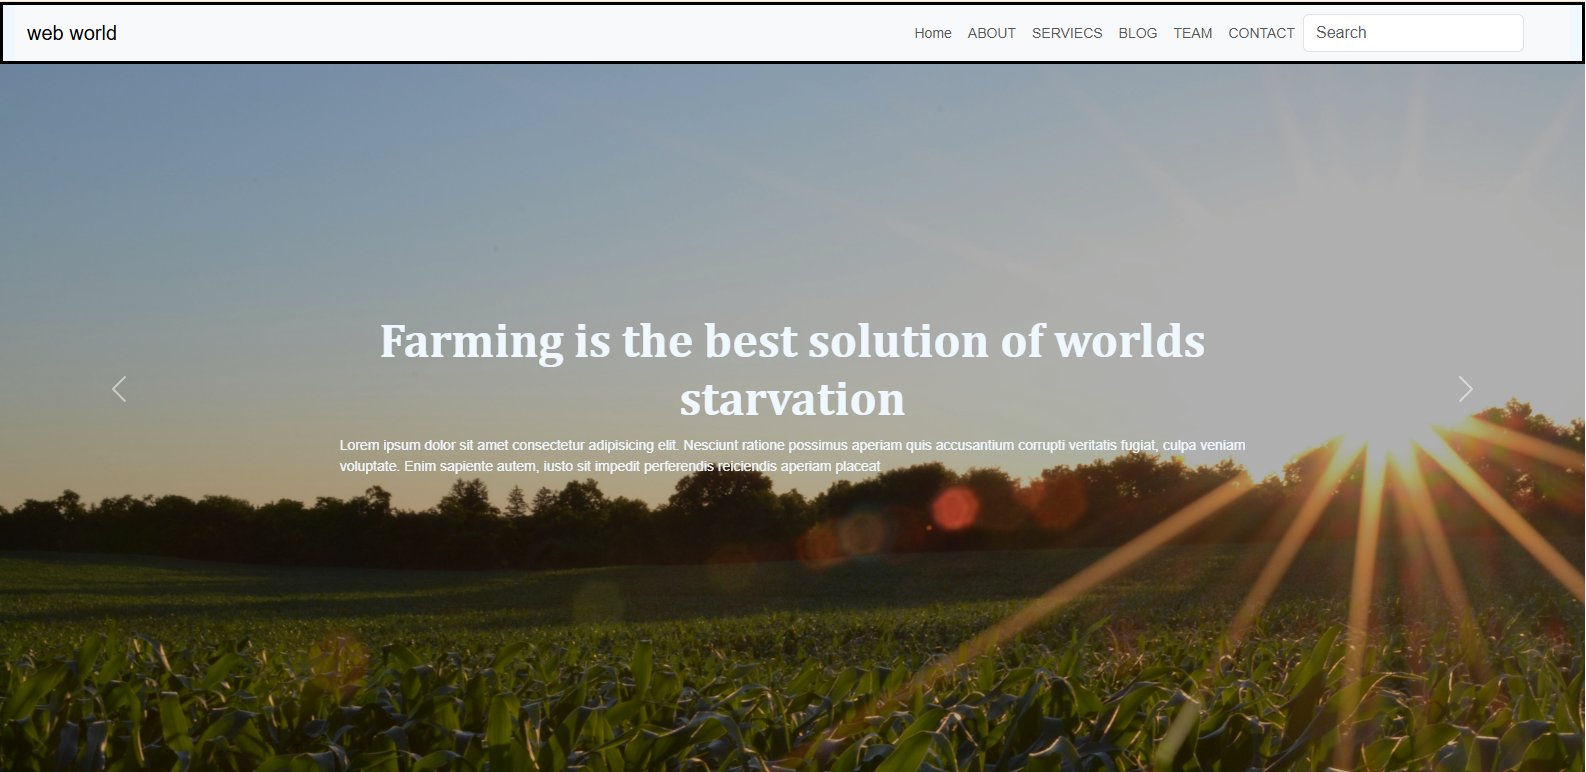 web world
Home ABOUT SERVIECS BLOG TEAM CONTACT Search
Farming is the best solution of worlds
starvation
Lorem ipsum dolor sit amet consectetur adipisicing elit. Nesciunt ratione possimus aperiam quis accusantium corrupti veritatis fugiat, culpa veniam
voluptate. Enim sapiente autem, iusto sit impedit perferendis reiciendis aperiam placeat